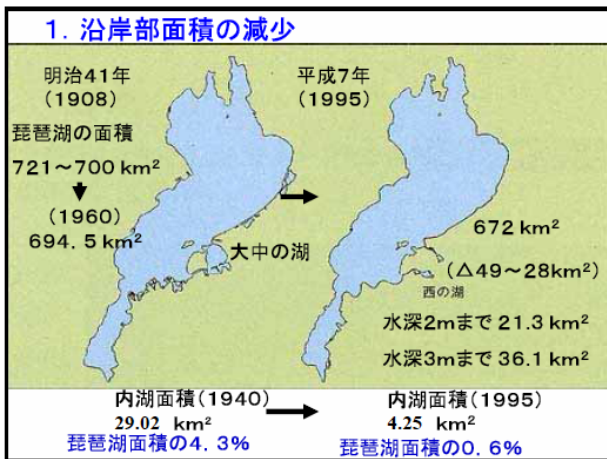 1. 沿岸部面積の減少
明治41年
(1908)
琵琶湖の面積
721～700 km²
(1960)
694.5 km²
大中の湖
平成7年
(1995)
672 km²
(△49～28km²)
西の湖
水深2mまで 21.3 km²
水深3mまで 36.1 km²
内湖面積(1940)
29.02 km²
琵琶湖面積の4.3%
内湖面積(1995)
4.25 km²
琵琶湖面積の0.6%